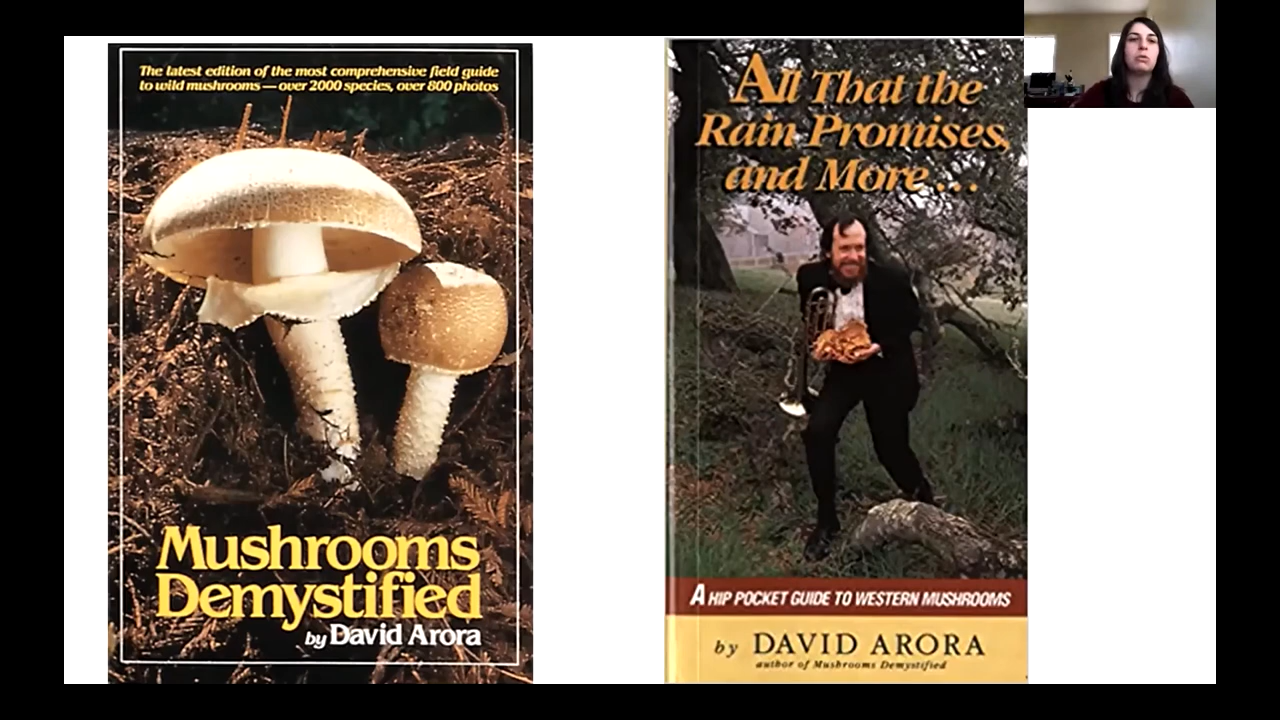 The latest edition of the most comprehensive field guide
to wild mushrooms — over 2000 species, over 800 photos
Mushrooms
Demystified
by David Arora
All That the
Rain Promises,
and More...
A HIP POCKET GUIDE TO WESTERN MUSHROOMS
by DAVID ARORA
author of Mushrooms Demystified